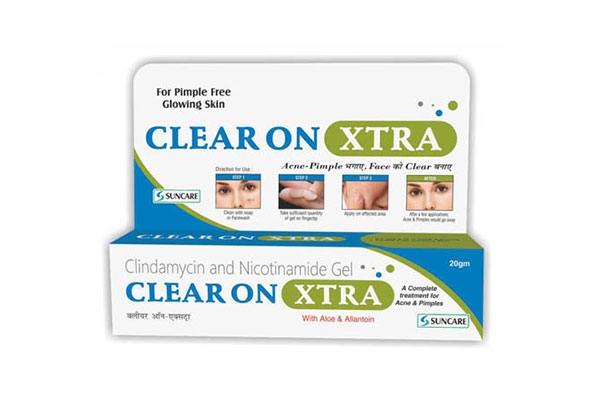 For Pimple Free
Glowing Skin
CLEAR ON XTRA
Acne-Pimple भगाए, Face को Clear बनाए
Direction for Use :
STEP 1
STEP 2
STEP 3
AFTER
Clean with soap
or Facewash
Take sufficient quantity
of gel on fingertip
Apply on effected area
After a few applications,
Acne & Pimples would go away
S SUNCARE
CLEAR ON XTRA
Clindamycin and Nicotinamide Gel
20gm
CLEAR ON XTRA
A Complete
treatment for
Acne & Pimples
क्लीयर ऑन-एक्सट्रा
With Aloe & Allantoin
S SUNCARE